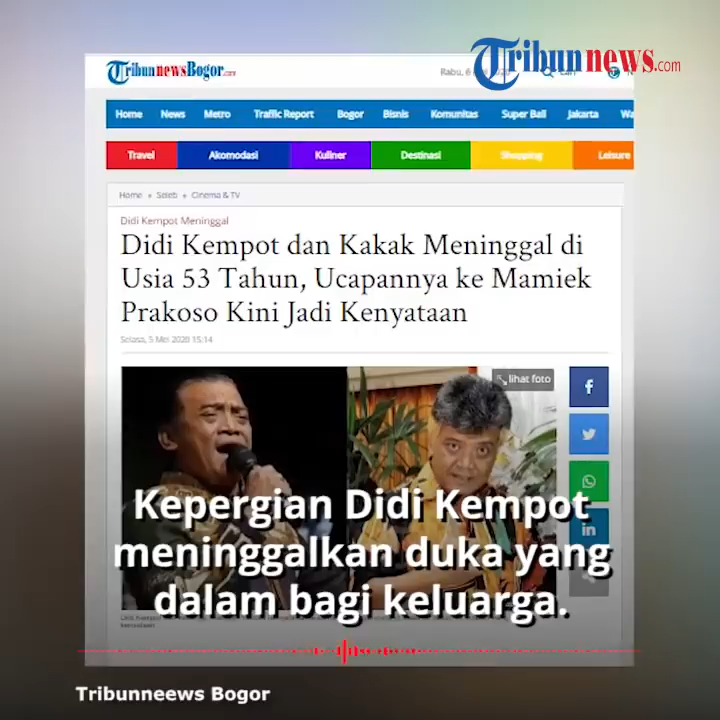 Tribunnews.com
TribunnewsBogor.com
Rabu, 6
Home News Metro Traffic Report Bogor Bisnis Komunitas Super Ball Jakarta Wa
Travel Akomodasi Kuliner Destinasi Shopping Leisure
Home Seleb Cinema & TV
Didi Kempot Meninggal
Didi Kempot dan Kakak Meninggal di
Usia 53 Tahun, Ucapannya ke Mamiek
Prakoso Kini Jadi Kenyataan
Selasa, 5 Mei 2020 15:14
lihat foto
Kepergian Didi Kempot
meninggalkan duka yang
dalam bagi keluarga.
Tribunneews Bogor